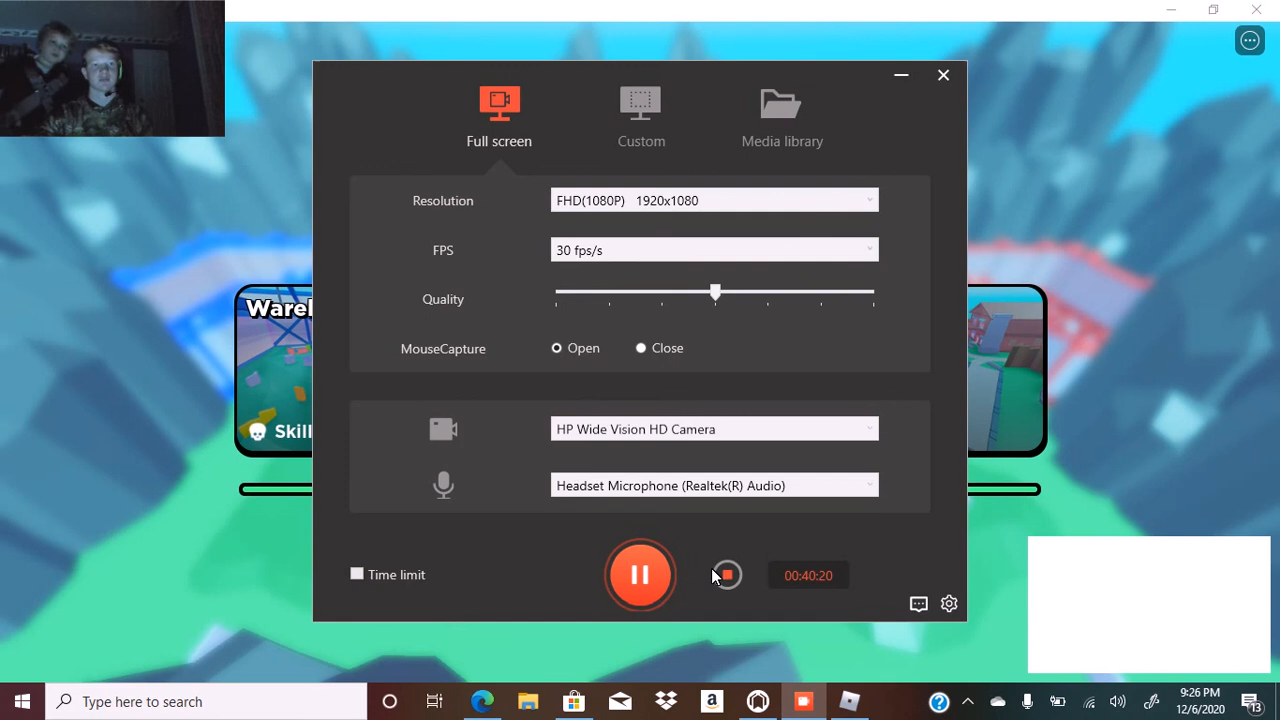 Full screen
Custom
Media library
Resolution
FHD(1080P) 1920x1080
FPS
30 fps/s
Quality
MouseCapture
Open
Close
HP Wide Vision HD Camera
Headset Microphone (Realtek(R) Audio)
Time limit
00:40:20
Skill
Type here to search
a
?
9:26 PM
12/6/2020
13